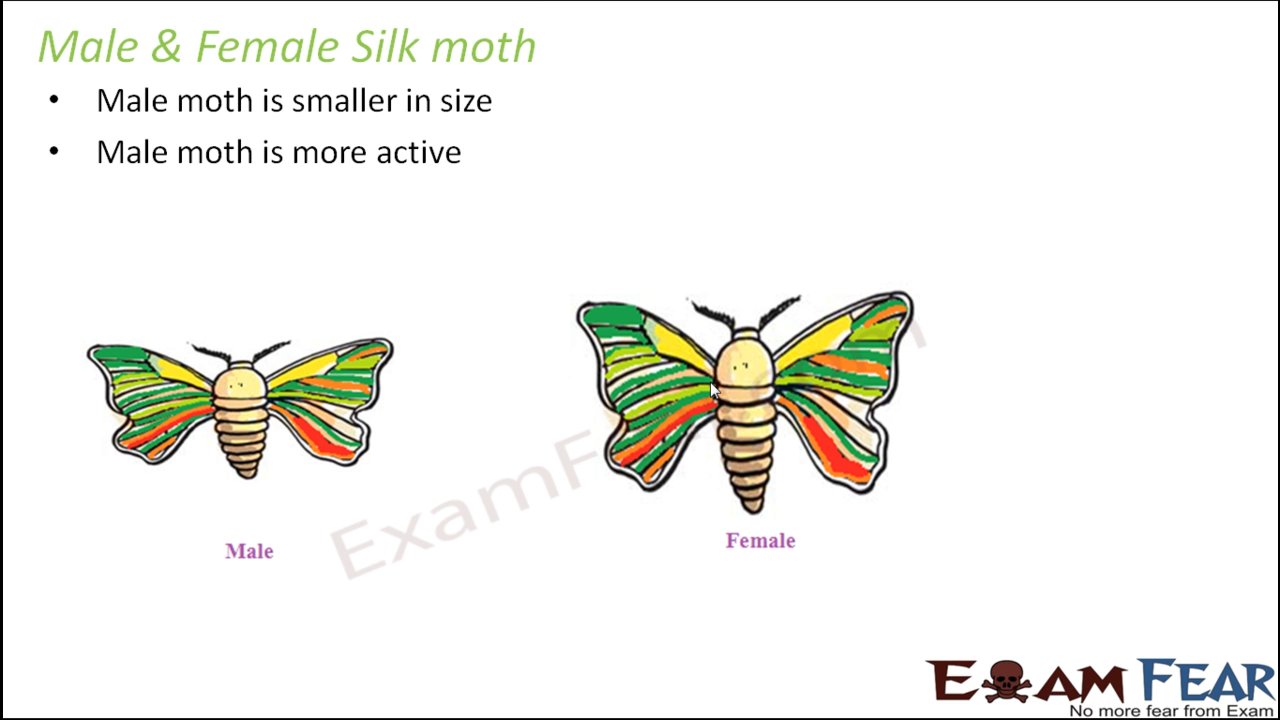 Male & Female Silk moth
• Male moth is smaller in size
• Male moth is more active
Male
Female
EXAM FEAR
No more fear from Exam